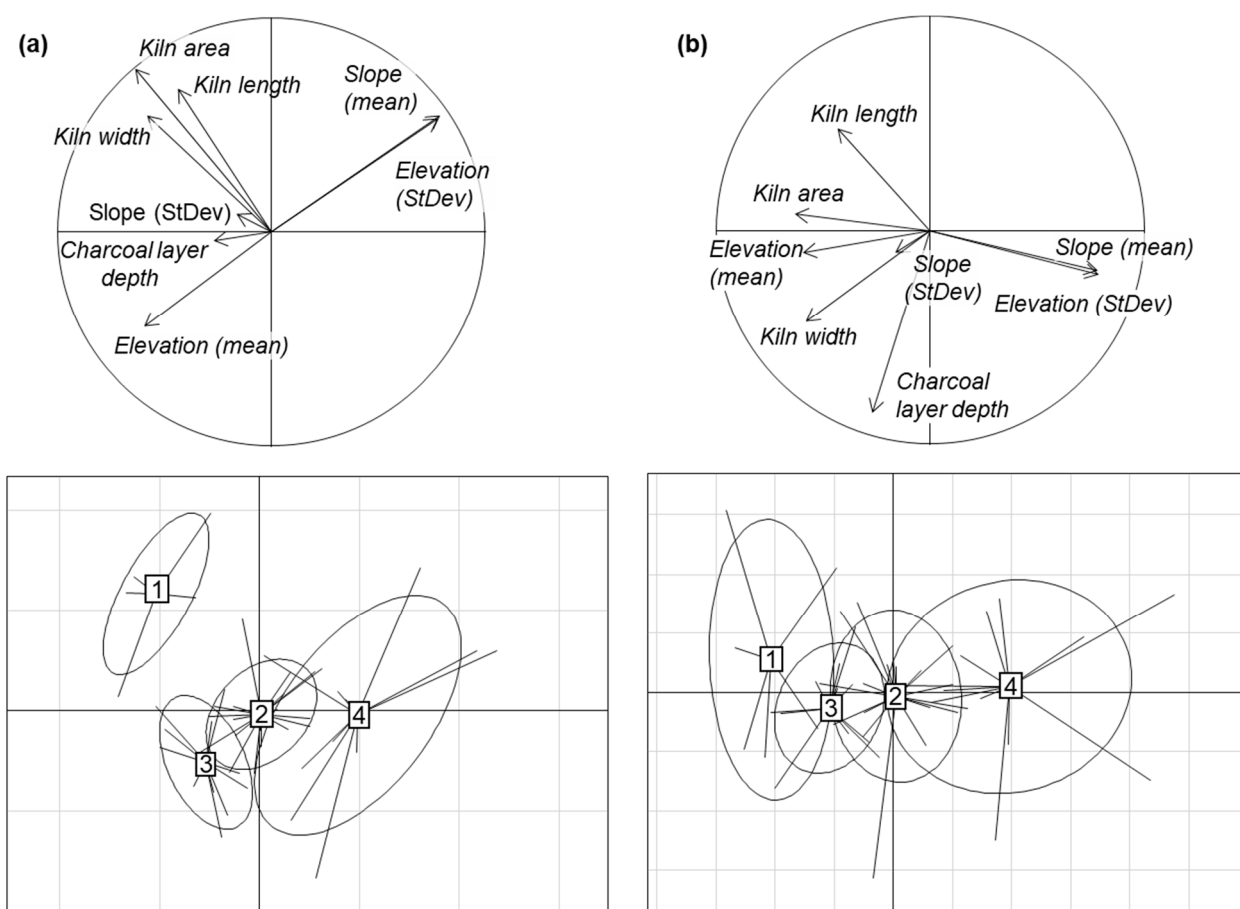 (a)
Kiln area
Kiln length
Kiln width
Slope
(mean)
Elevation
(StDev)
Slope (StDev)
Charcoal layer
depth
Elevation (mean)
(b)
Kiln length
Kiln area
Elevation
(mean)
Slope
(StDev)
Slope (mean)
Elevation (StDev)
Kiln width
Charcoal
layer depth
1
2
3
4
1
3
2
4